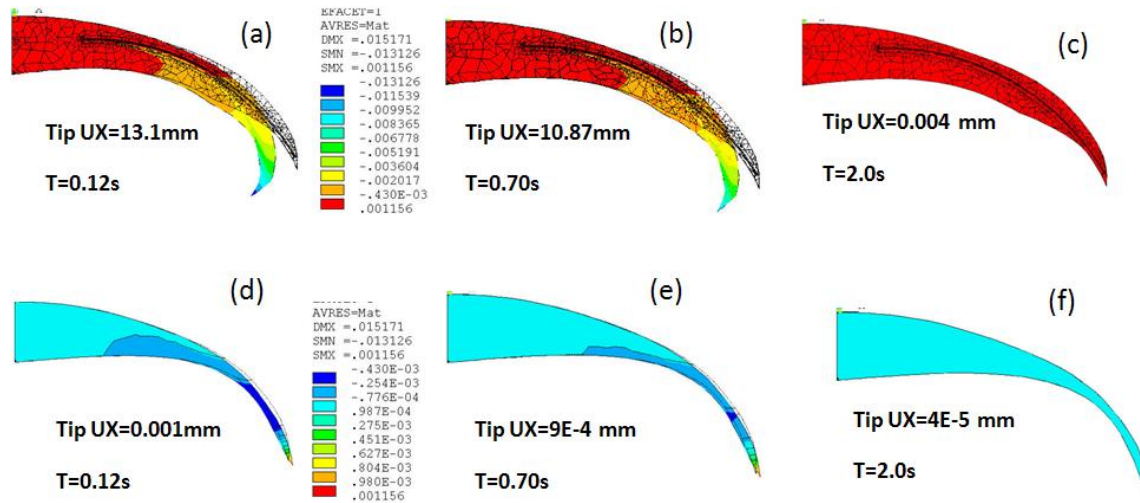 (a)
Tip UX=13.1mm
T=0.12s
EFACET=1
AVRES=Mat
DMX =.015171
SMN =-.013126
SMX =.001156
-.013126
-.011539
-.009952
-.008365
-.006778
-.005191
-.003604
-.002017
-.430E-03
.001156
(b)
Tip UX=10.87mm
T=0.70s
(c)
Tip UX=0.004 mm
T=2.0s
(d)
Tip UX=0.001mm
T=0.12s
AVRES=Mat
DMX =.015171
SMN =-.013126
SMX =.001156
-.430E-03
-.254E-03
-.776E-04
.987E-04
.275E-03
.451E-03
.627E-03
.804E-03
.980E-03
.001156
(e)
Tip UX=9E-4 mm
T=0.70s
(f)
Tip UX=4E-5 mm
T=2.0s